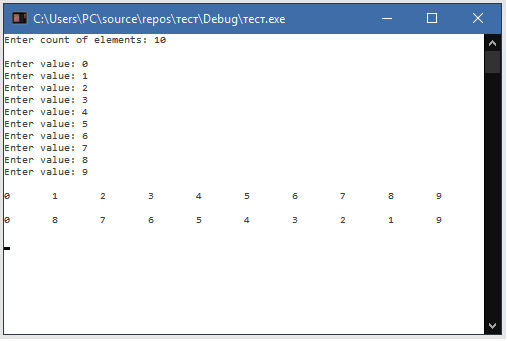 C:\Users\PC\source\repos\тест\Debug\тест.exe
Enter count of elements: 10
Enter value: 0
Enter value: 1
Enter value: 2
Enter value: 3
Enter value: 4
Enter value: 5
Enter value: 6
Enter value: 7
Enter value: 8
Enter value: 9
0 1 2 3 4 5 6 7 8 9
0 8 7 6 5 4 3 2 1 9